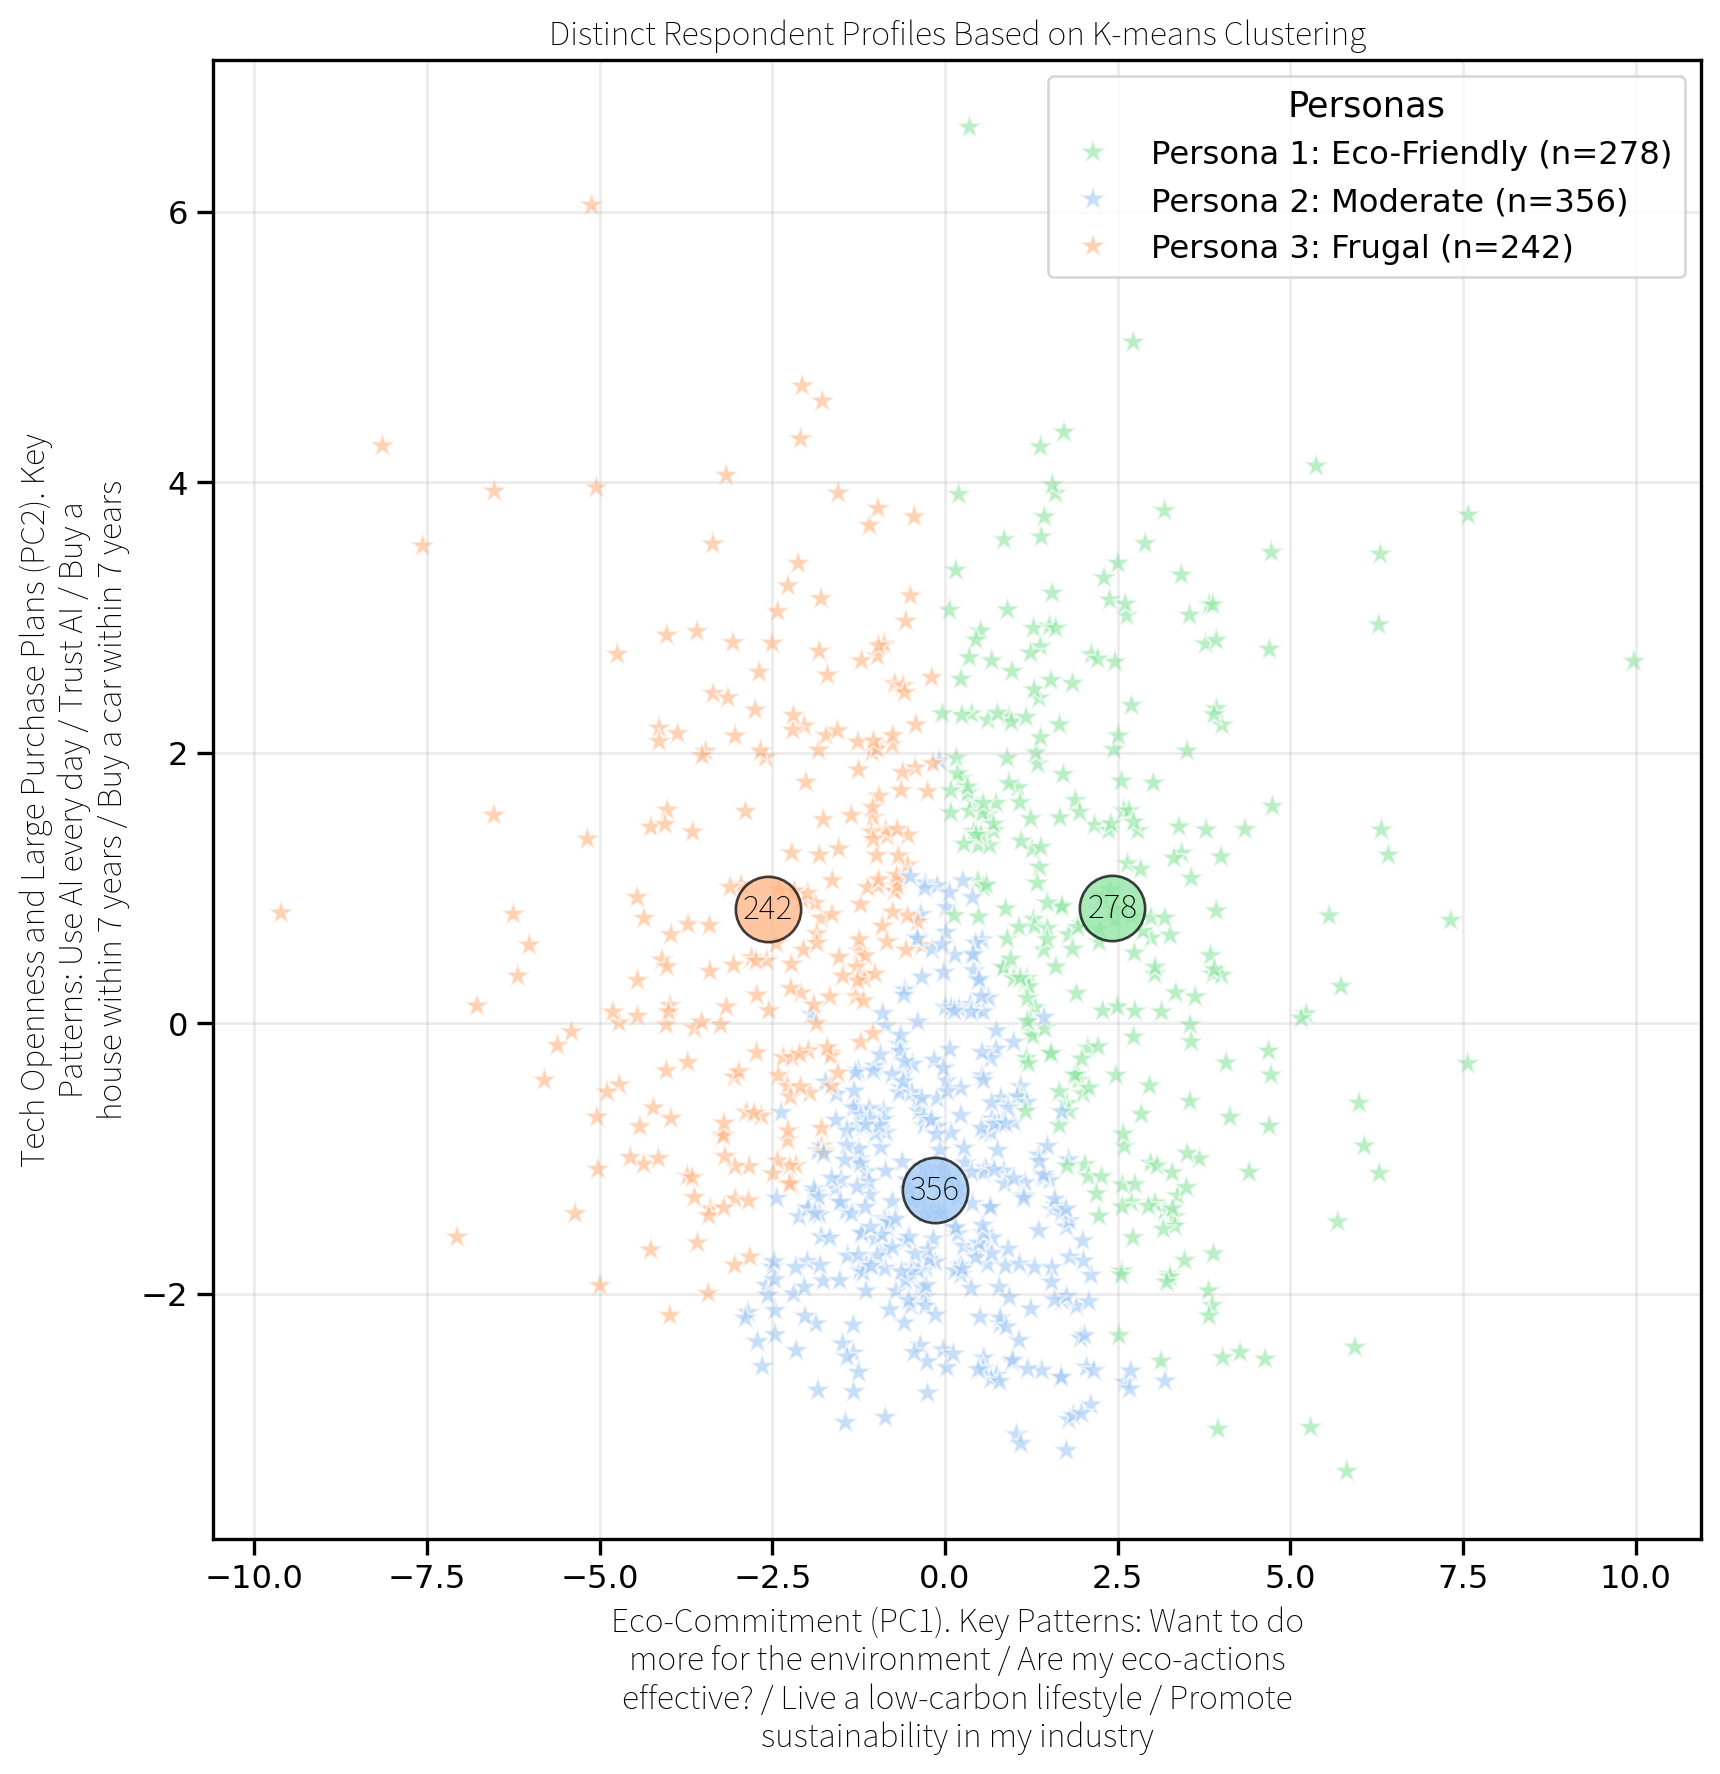 Distinct Respondent Profiles Based on K-means Clustering
Personas
Persona 1: Eco-Friendly (n=278)
Persona 2: Moderate (n=356)
Persona 3: Frugal (n=242)
Tech Openness and Large Purchase Plans (PC2). Key
Patterns: Use AI every day / Trust AI / Buy a
house within 7 years / Buy a car within 7 years
6
4
2
0
−2
242
278
356
−10.0
−7.5
−5.0
−2.5
0.0
2.5
5.0
7.5
10.0
Eco-Commitment (PC1). Key Patterns: Want to do
more for the environment / Are my eco-actions
effective? / Live a low-carbon lifestyle / Promote
sustainability in my industry